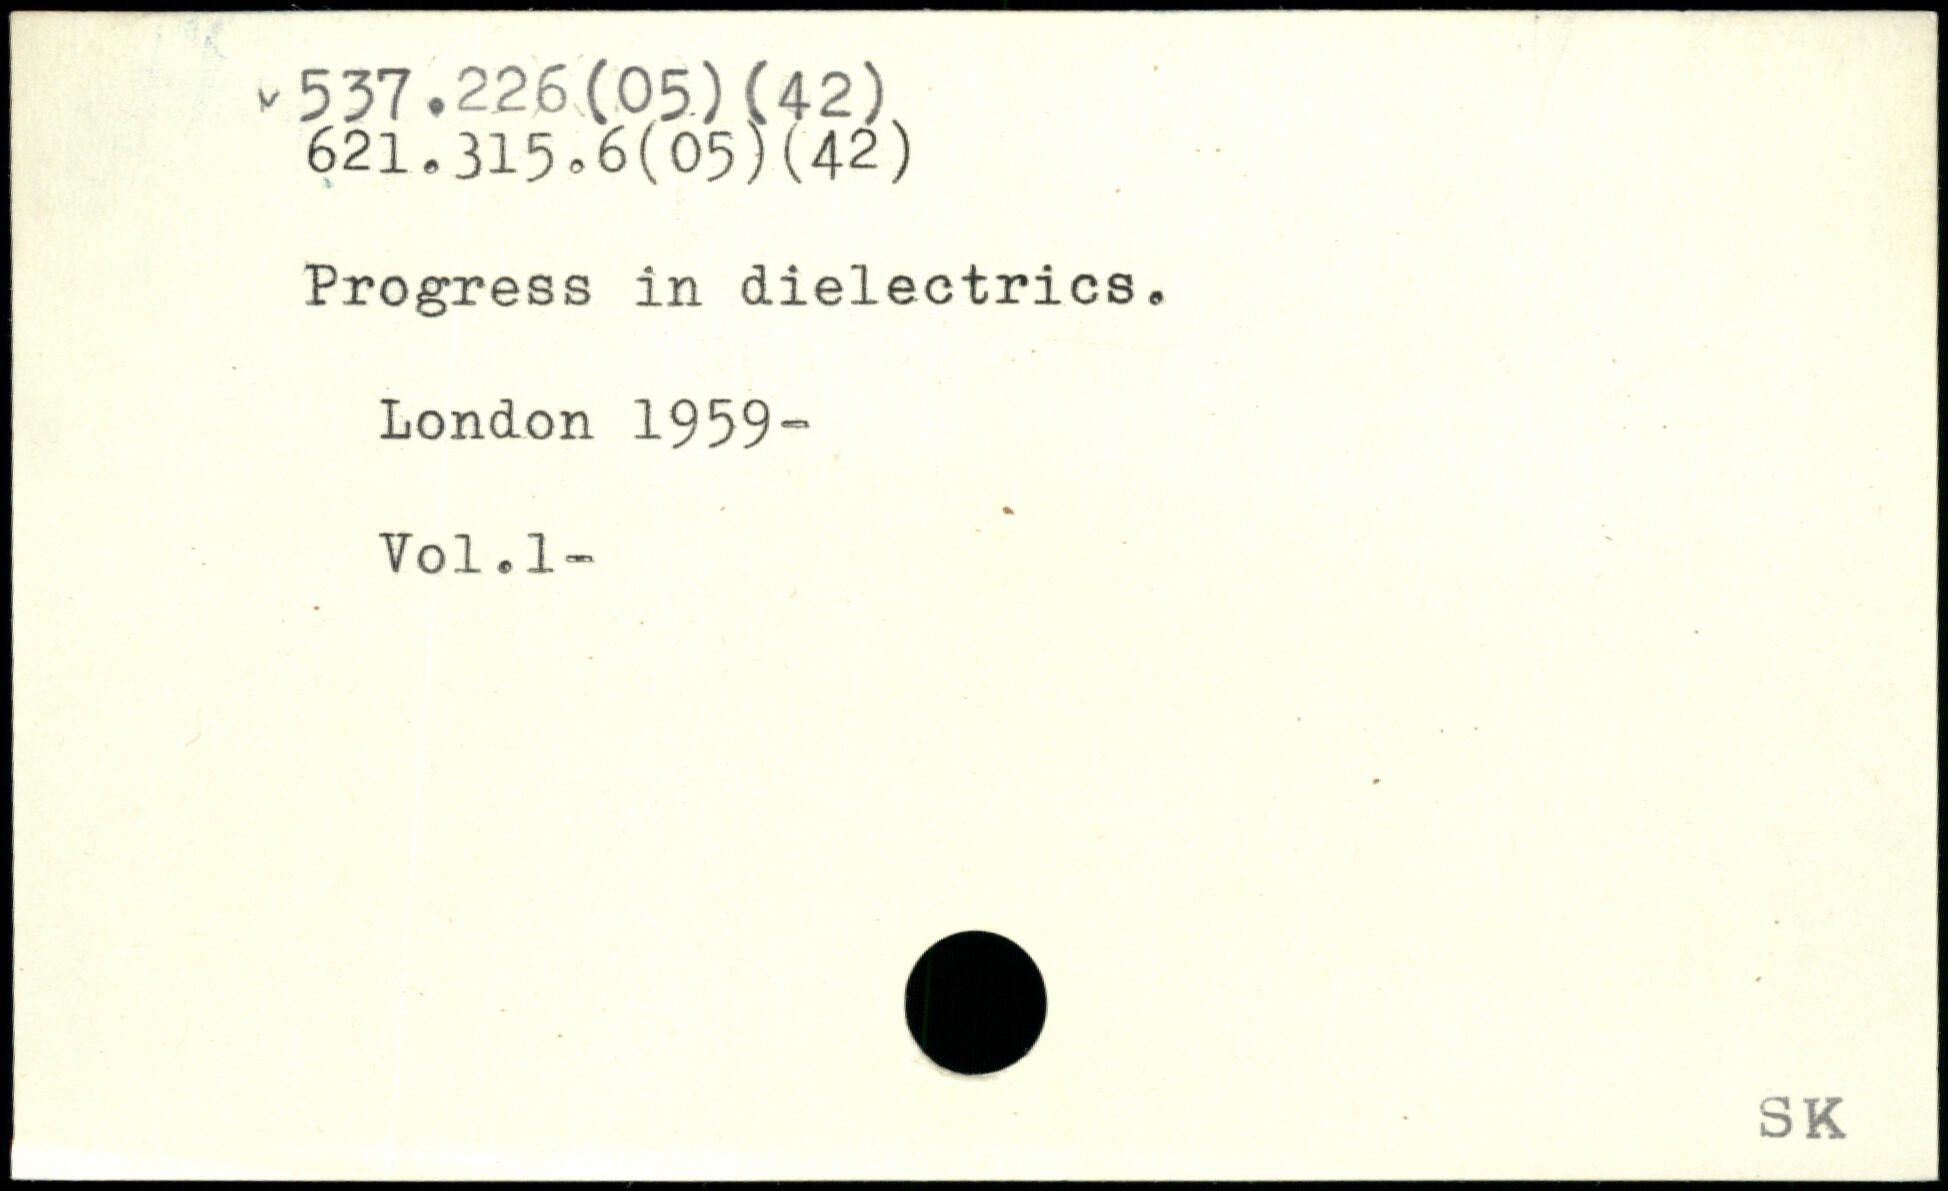 v 537.226(05)(42)
621.315.6(05)(42)
Progress in dielectrics.
London 1959-
Vol.1-
SK